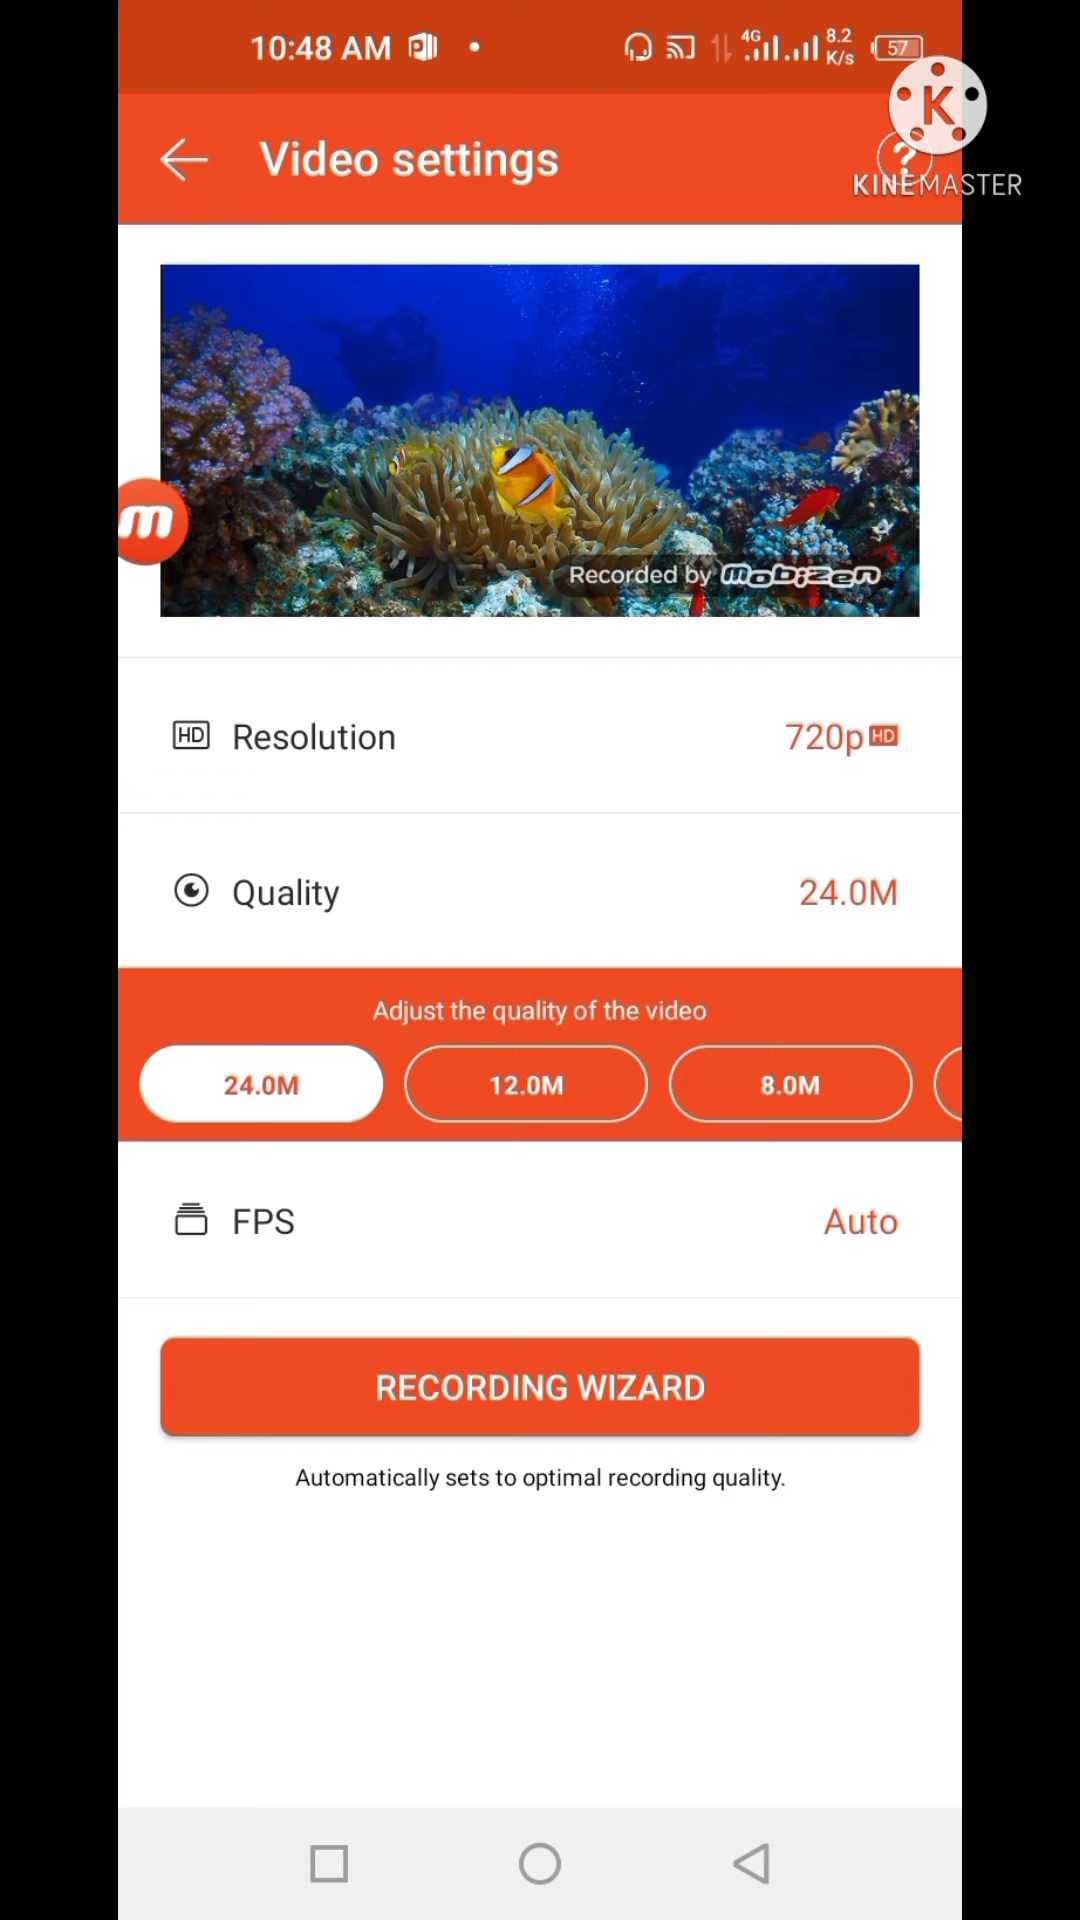 10:48 AM
4G
8.2 K/s
57
Video settings
?
K
KINEMASTER
m
Recorded by Mobizen
HD Resolution 720p HD
Quality 24.0M
Adjust the quality of the video
24.0M 12.0M 8.0M
FPS Auto
RECORDING WIZARD
Automatically sets to optimal recording quality.